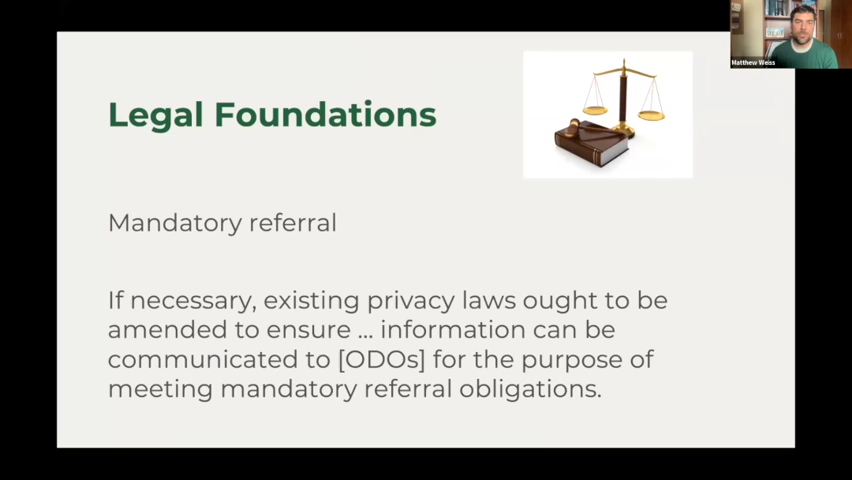 Matthew Weiss
Legal Foundations
Mandatory referral
If necessary, existing privacy laws ought to be
amended to ensure ... information can be
communicated to [ODOs] for the purpose of
meeting mandatory referral obligations.